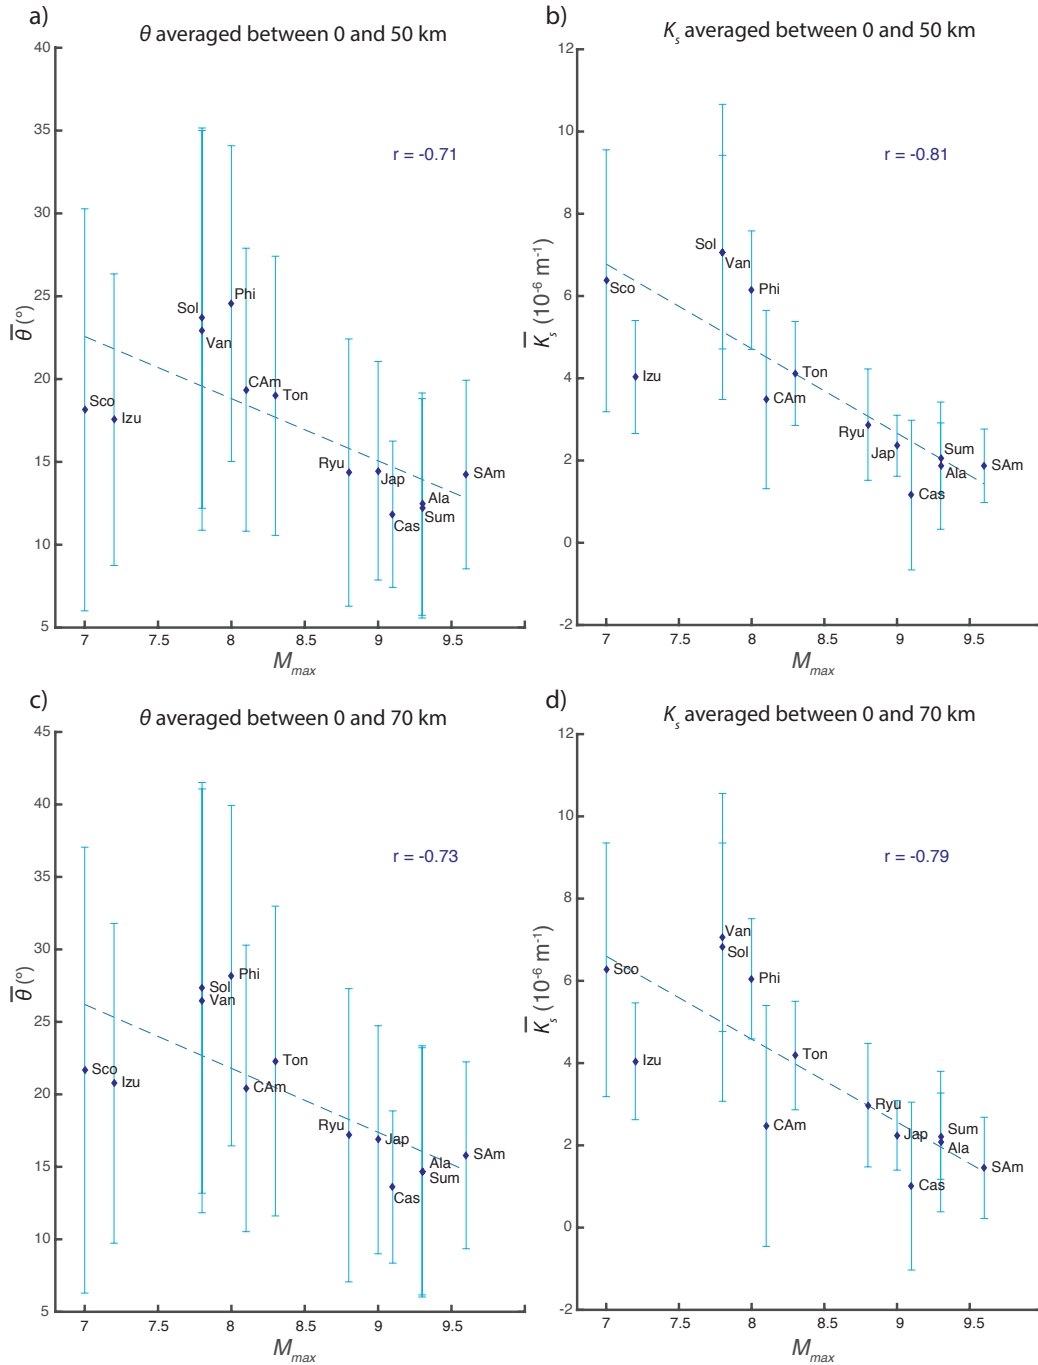 a)
θ averaged between 0 and 50 km
40
35
30
25
20
15
10
5
θ (°)
r = -0.71
Sco
Izu
Sol
Van
Phi
CAm
Ton
Ryu
Jap
Cas
Ala
Sum
SAm
7
7.5
8
8.5
9
9.5
M_max
b)
K_s averaged between 0 and 50 km
12
10
8
6
4
2
0
-2
K_s (10⁻⁶ m⁻¹)
r = -0.81
Sco
Izu
Sol
Van
Phi
CAm
Ton
Ryu
Jap
Cas
Sum
Ala
SAm
7
7.5
8
8.5
9
9.5
M_max
c)
θ averaged between 0 and 70 km
45
40
35
30
25
20
15
10
5
θ (°)
r = -0.73
Sco
Izu
Sol
Van
Phi
CAm
Ton
Ryu
Jap
Cas
Ala
Sum
SAm
7
7.5
8
8.5
9
9.5
M_max
d)
K_s averaged between 0 and 70 km
12
10
8
6
4
2
0
-2
K_s (10⁻⁶ m⁻¹)
r = -0.79
Sco
Izu
Van
Sol
Phi
CAm
Ton
Ryu
Jap
Cas
Sum
Ala
SAm
7
7.5
8
8.5
9
9.5
M_max